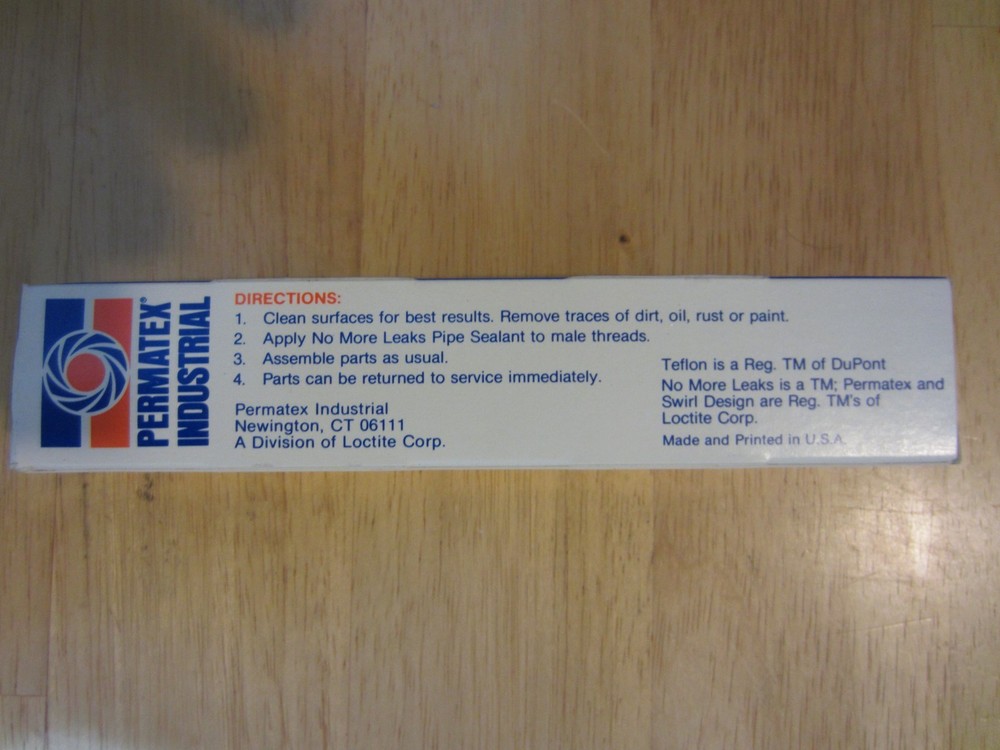 PERMATEX®
INDUSTRIAL
DIRECTIONS:
1. Clean surfaces for best results. Remove traces of dirt, oil, rust or paint.
2. Apply No More Leaks Pipe Sealant to male threads.
3. Assemble parts as usual.
4. Parts can be returned to service immediately.
Permatex Industrial
Newington, CT 06111
A Division of Loctite Corp.
Teflon is a Reg. TM of DuPont
No More Leaks is a TM; Permatex and
Swirl Design are Reg. TM's of
Loctite Corp.
Made and Printed in U.S.A.